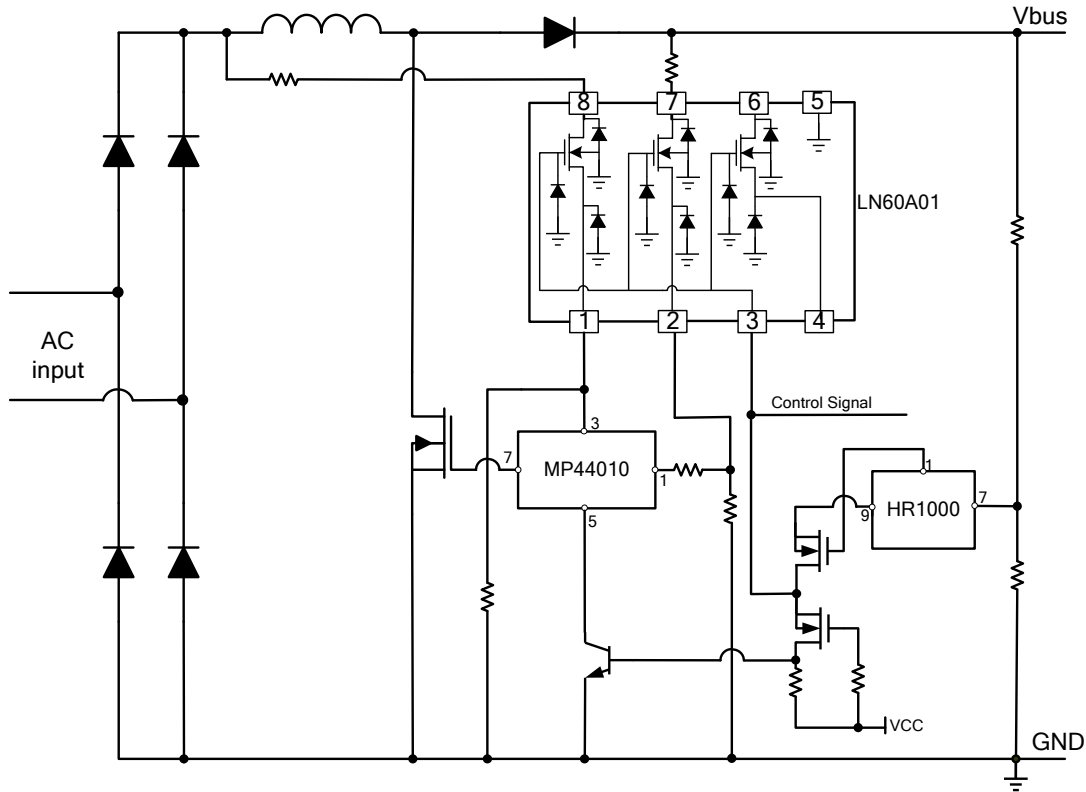 Vbus
8 7 6 5
LN60A01
1 2 3 4
AC
input
Control Signal
3
7 MP44010 1
5
1
9 HR1000 7
VCC
GND